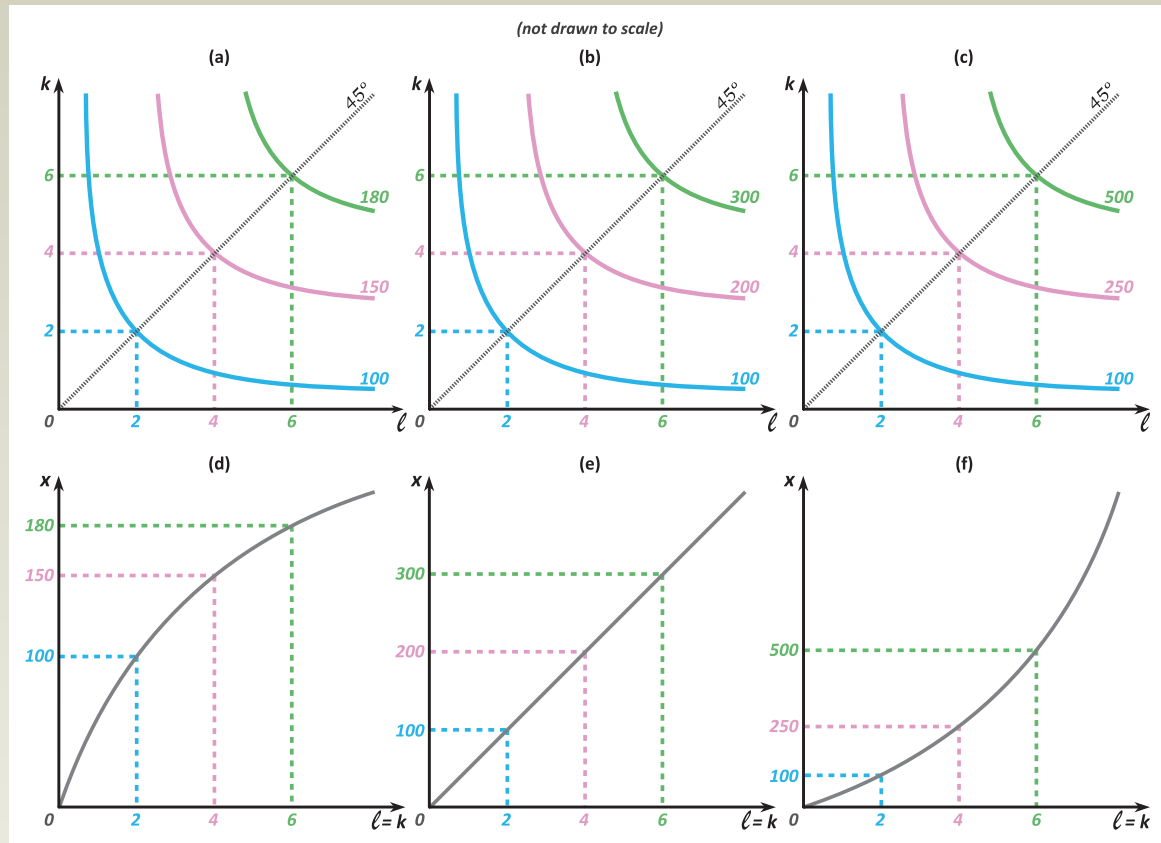 (not drawn to scale)
(a) (b) (c)
k k k
45° 45° 45°
6 180 6 300 6 500
4 150 4 200 4 250
2 100 2 100 2 100
0 2 4 6 ℓ 0 2 4 6 ℓ 0 2 4 6 ℓ
(d) (e) (f)
x x x
180 300 500
150 200 250
100 100 100
0 2 4 6 ℓ=k 0 2 4 6 ℓ=k 0 2 4 6 ℓ=k